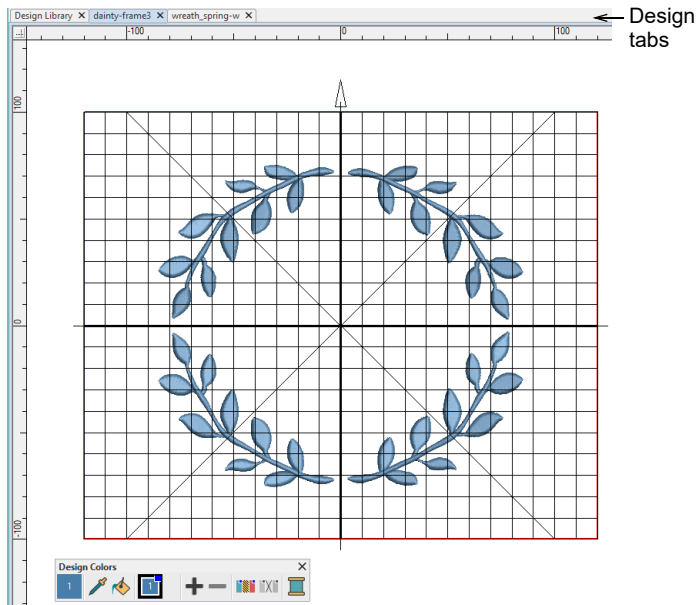 Design Library dainty-frame3 wreath_spring-w
Design
tabs
-100 0 100
100
0
-100
Design Colors
1 1